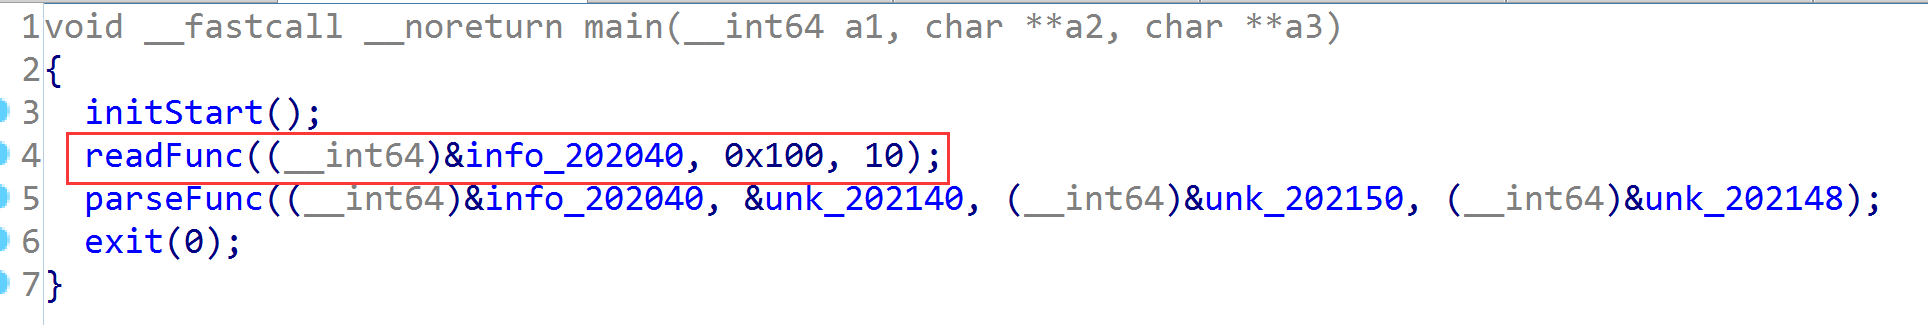 1 void __fastcall __noreturn main(__int64 a1, char **a2, char **a3)
2 {
3   initStart();
4   readFunc((__int64)&info_202040, 0x100, 10);
5   parseFunc((__int64)&info_202040, &unk_202140, (__int64)&unk_202150, (__int64)&unk_202148);
6   exit(0);
7 }